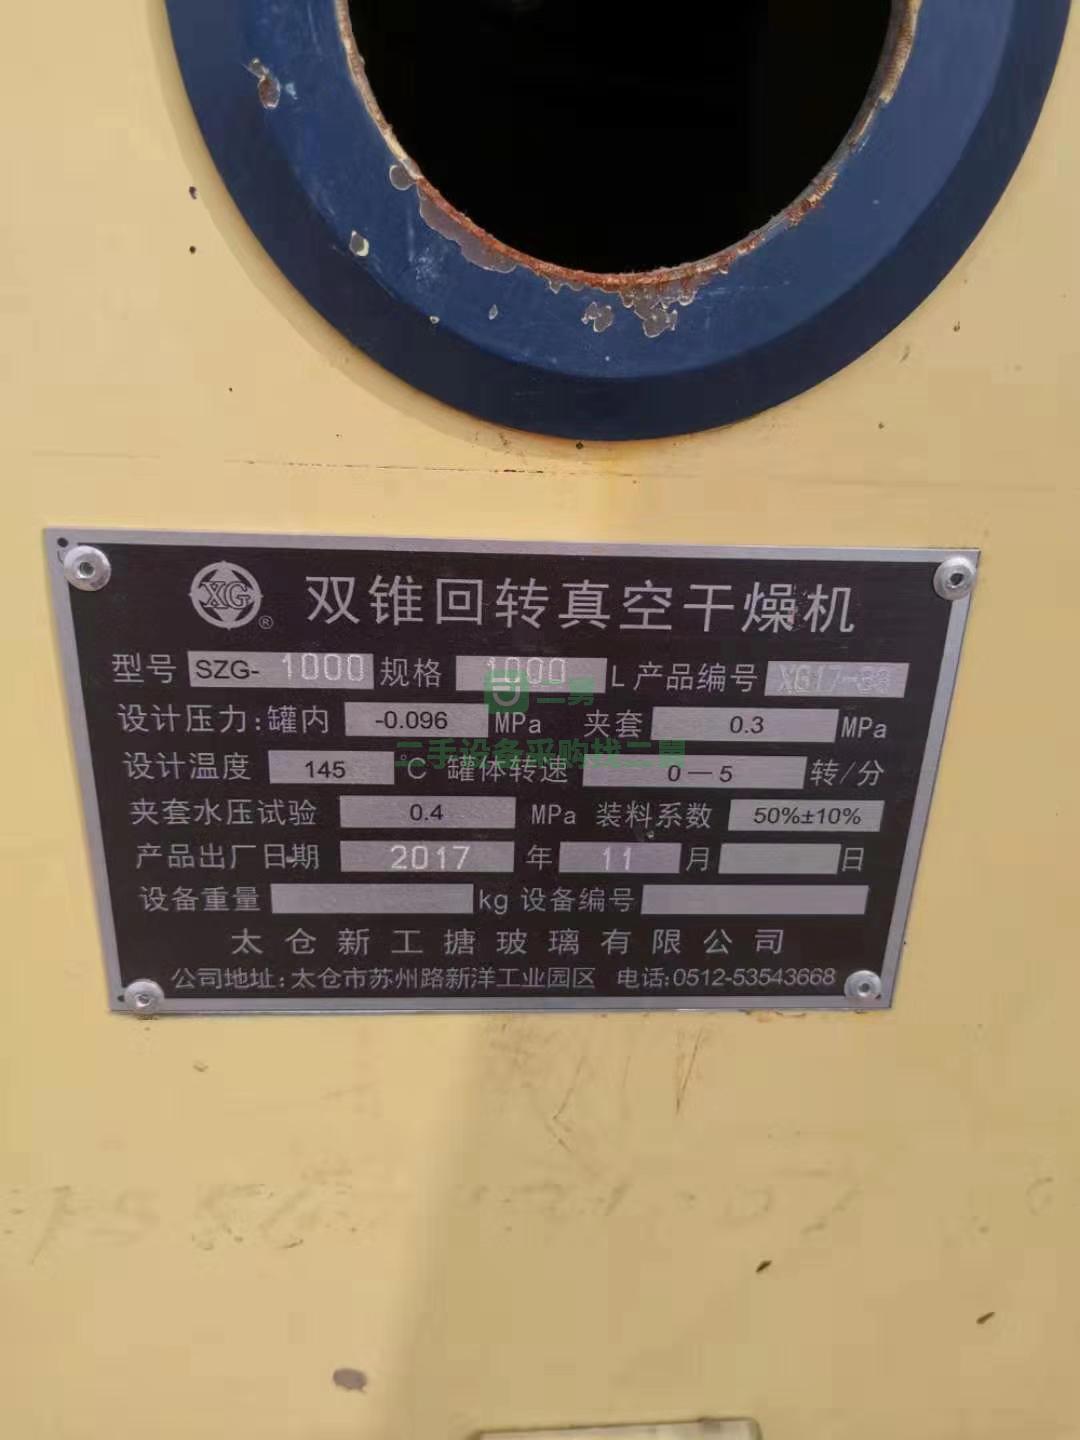 XG ® 双锥回转真空干燥机
型号 SZG- 1000 规格 1000 L 产品编号
设计压力:罐内 -0.096 MPa 夹套 0.3 MPa
二男
设计温度 145 C 罐体转速 0—5 转/分
二手设备采购找二男
夹套水压试验 0.4 MPa 装料系数 50%±10%
产品出厂日期 2017 年 11 月 日
设备重量 kg 设备编号
太仓新工搪玻璃有限公司
公司地址:太仓市苏州路新洋工业园区 电话:0512-53543668